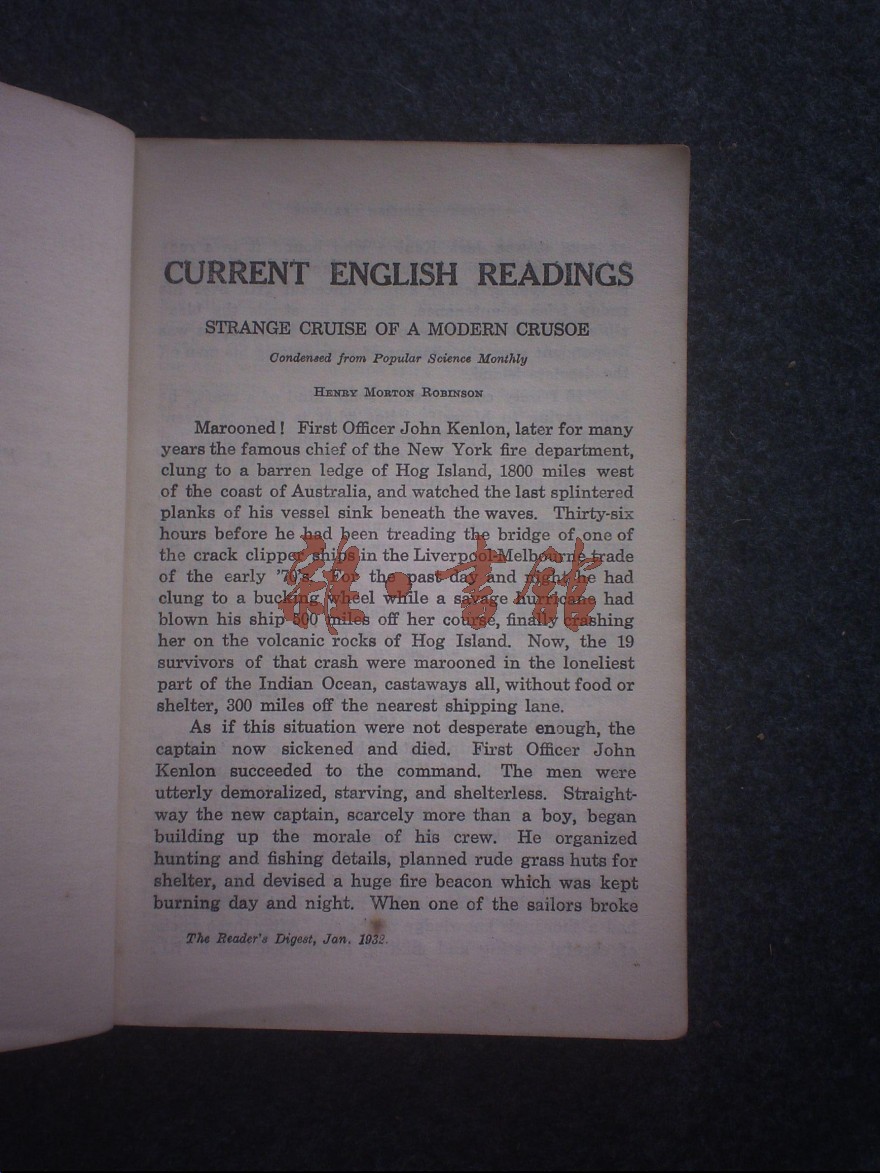 CURRENT ENGLISH READINGS
STRANGE CRUISE OF A MODERN CRUSOE
Condensed from Popular Science Monthly
HENRY MORTON ROBINSON
Marooned! First Officer John Kenlon, later for many
years the famous chief of the New York fire department,
clung to a barren ledge of Hog Island, 1800 miles west
of the coast of Australia, and watched the last splintered
planks of his vessel sink beneath the waves. Thirty-six
hours before he had been treading the bridge of one of
the crack clipper ships in the Liverpool-Melbourne trade
of the early '70's. For the past day and night he had
clung to a bucking wheel while a savage hurricane had
blown his ship 500 miles off her course, finally crashing
her on the volcanic rocks of Hog Island. Now, the 19
survivors of that crash were marooned in the loneliest
part of the Indian Ocean, castaways all, without food or
shelter, 300 miles off the nearest shipping lane.
As if this situation were not desperate enough, the
captain now sickened and died. First Officer John
Kenlon succeeded to the command. The men were
utterly demoralized, starving, and shelterless. Straight-
way the new captain, scarcely more than a boy, began
building up the morale of his crew. He organized
hunting and fishing details, planned rude grass huts for
shelter, and devised a huge fire beacon which was kept
burning day and night. When one of the sailors broke
The Reader's Digest, Jan. 1932.
雜·書館